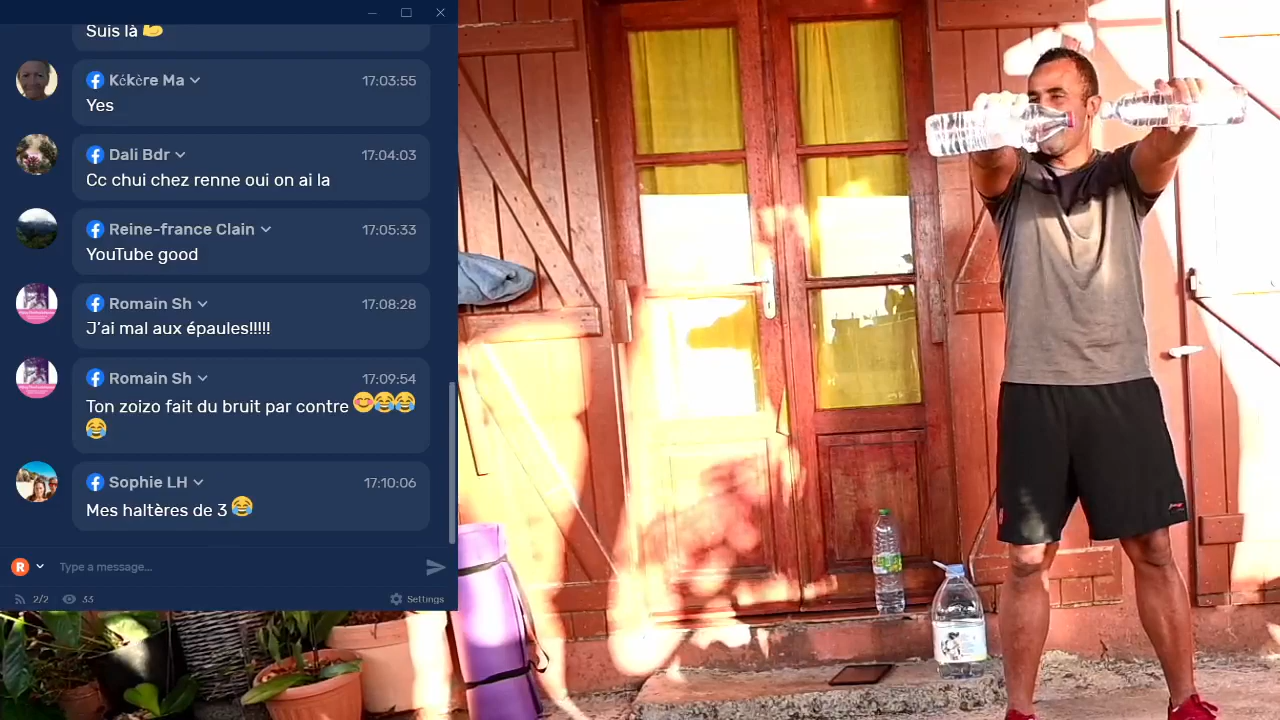 Suis là 💪
Kékère Ma 17:03:55
Yes
Dali Bdr 17:04:03
Cc chui chez renne oui on ai la
Reine-france Clain 17:05:33
YouTube good
Romain Sh 17:08:28
J'ai mal aux épaules!!!!!
Romain Sh 17:09:54
Ton zoizo fait du bruit par contre 😊😂😂
😂
Sophie LH 17:10:06
Mes haltères de 3 😂
R
Type a message...
2/2 33 Settings